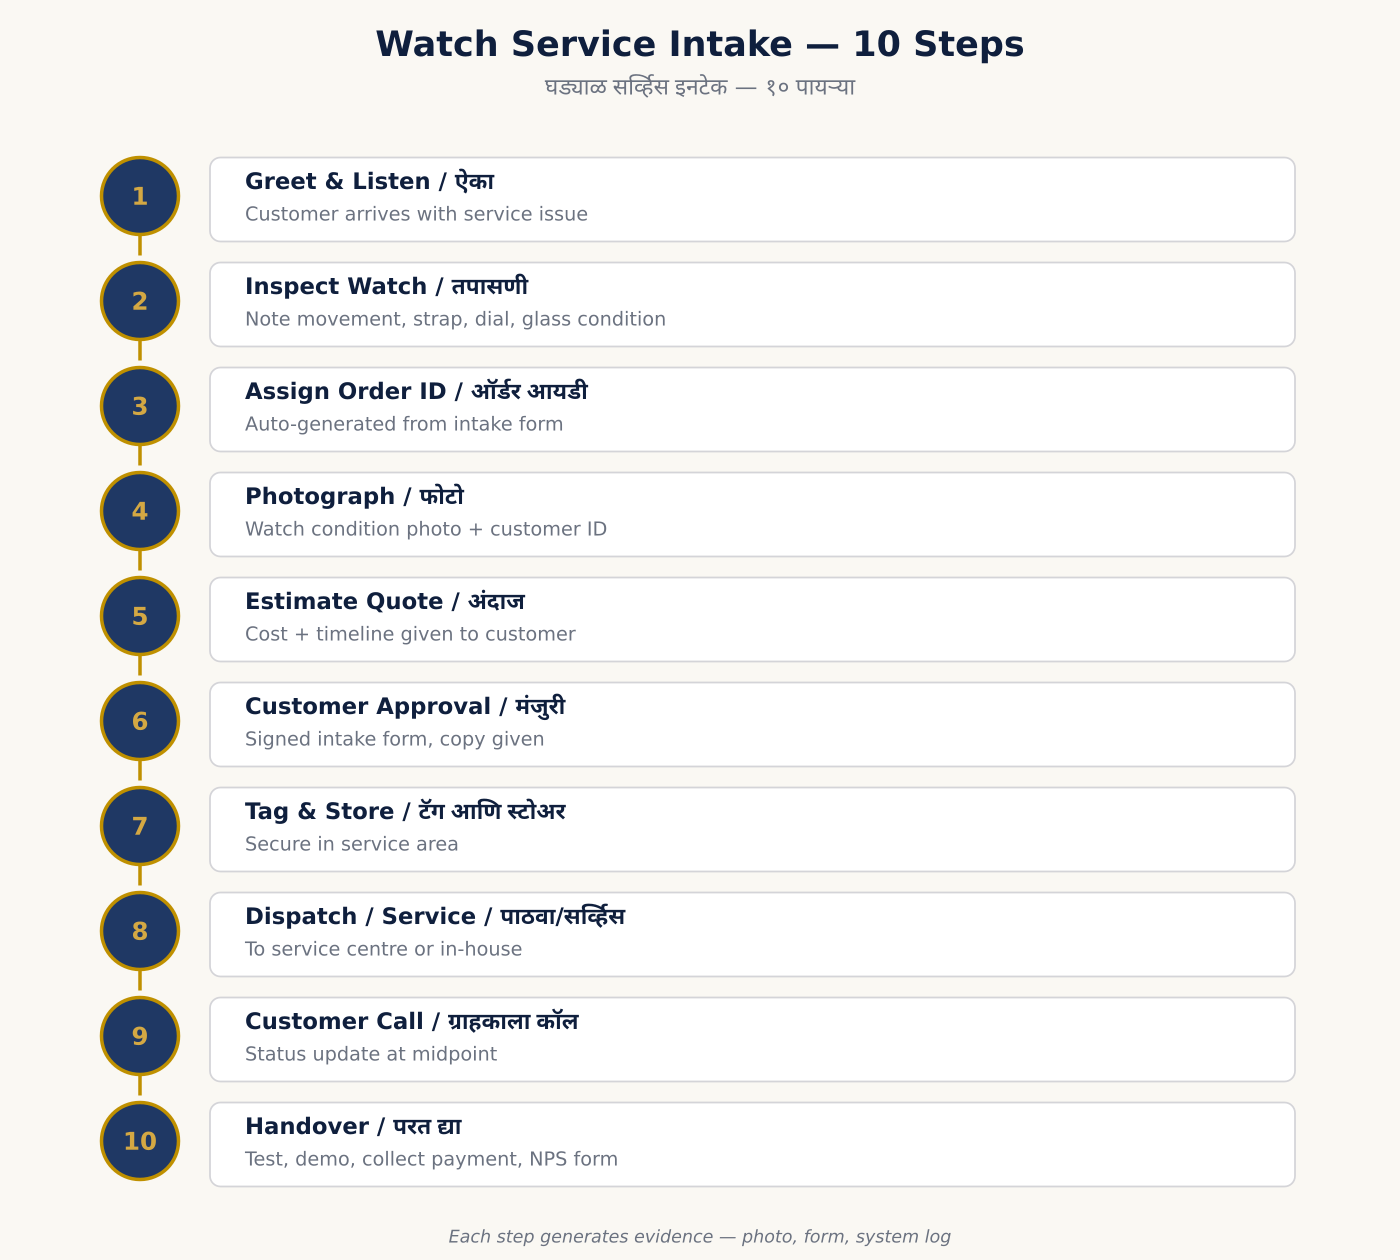 Watch Service Intake — 10 Steps
घड्याळ सर्व्हिस इनटेक — १० पायऱ्या
1
Greet & Listen / ऐका
Customer arrives with service issue
2
Inspect Watch / तपासणी
Note movement, strap, dial, glass condition
3
Assign Order ID / ऑर्डर आयडी
Auto-generated from intake form
4
Photograph / फोटो
Watch condition photo + customer ID
5
Estimate Quote / अंदाज
Cost + timeline given to customer
6
Customer Approval / मंजुरी
Signed intake form, copy given
7
Tag & Store / टॅग आणि स्टोअर
Secure in service area
8
Dispatch / Service / पाठवा/सर्व्हिस
To service centre or in-house
9
Customer Call / ग्राहकाला कॉल
Status update at midpoint
10
Handover / परत द्या
Test, demo, collect payment, NPS form
Each step generates evidence — photo, form, system log